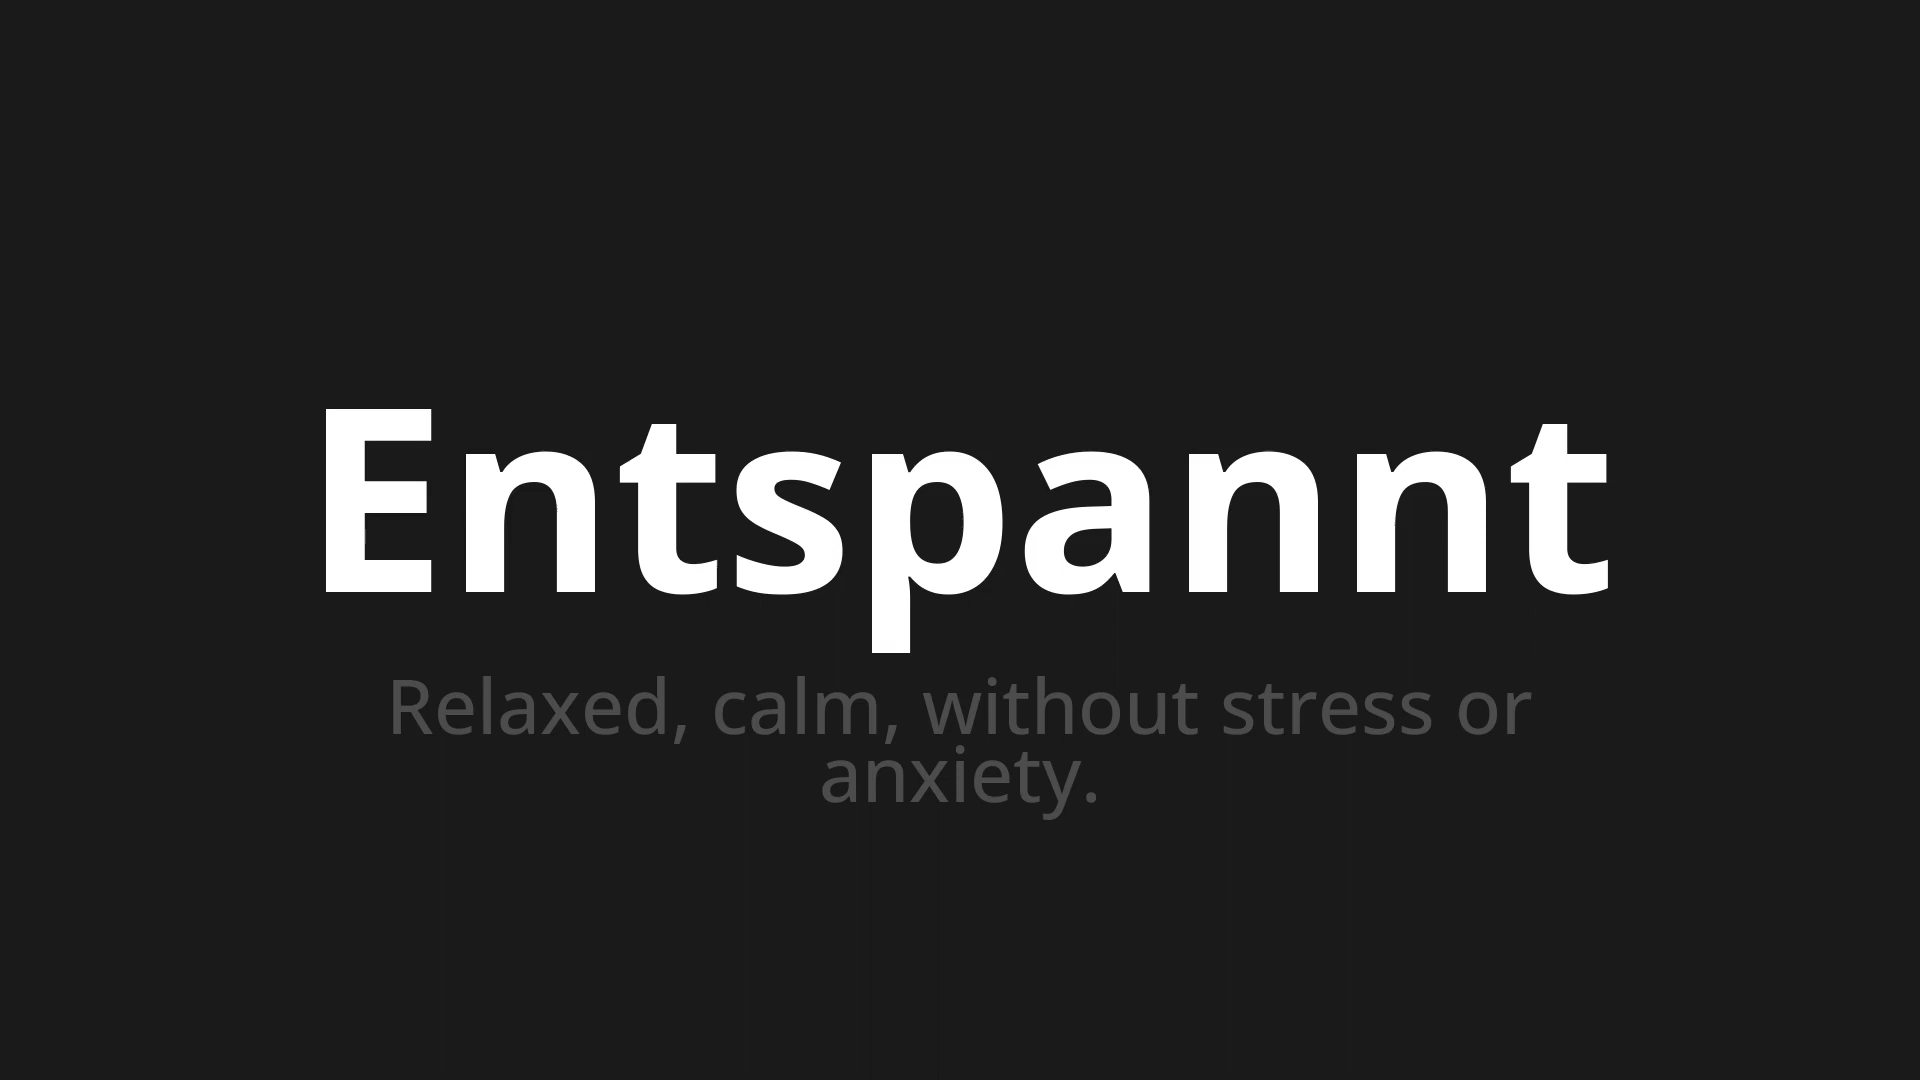 Entspannt
Relaxed, calm, without stress or
anxiety.